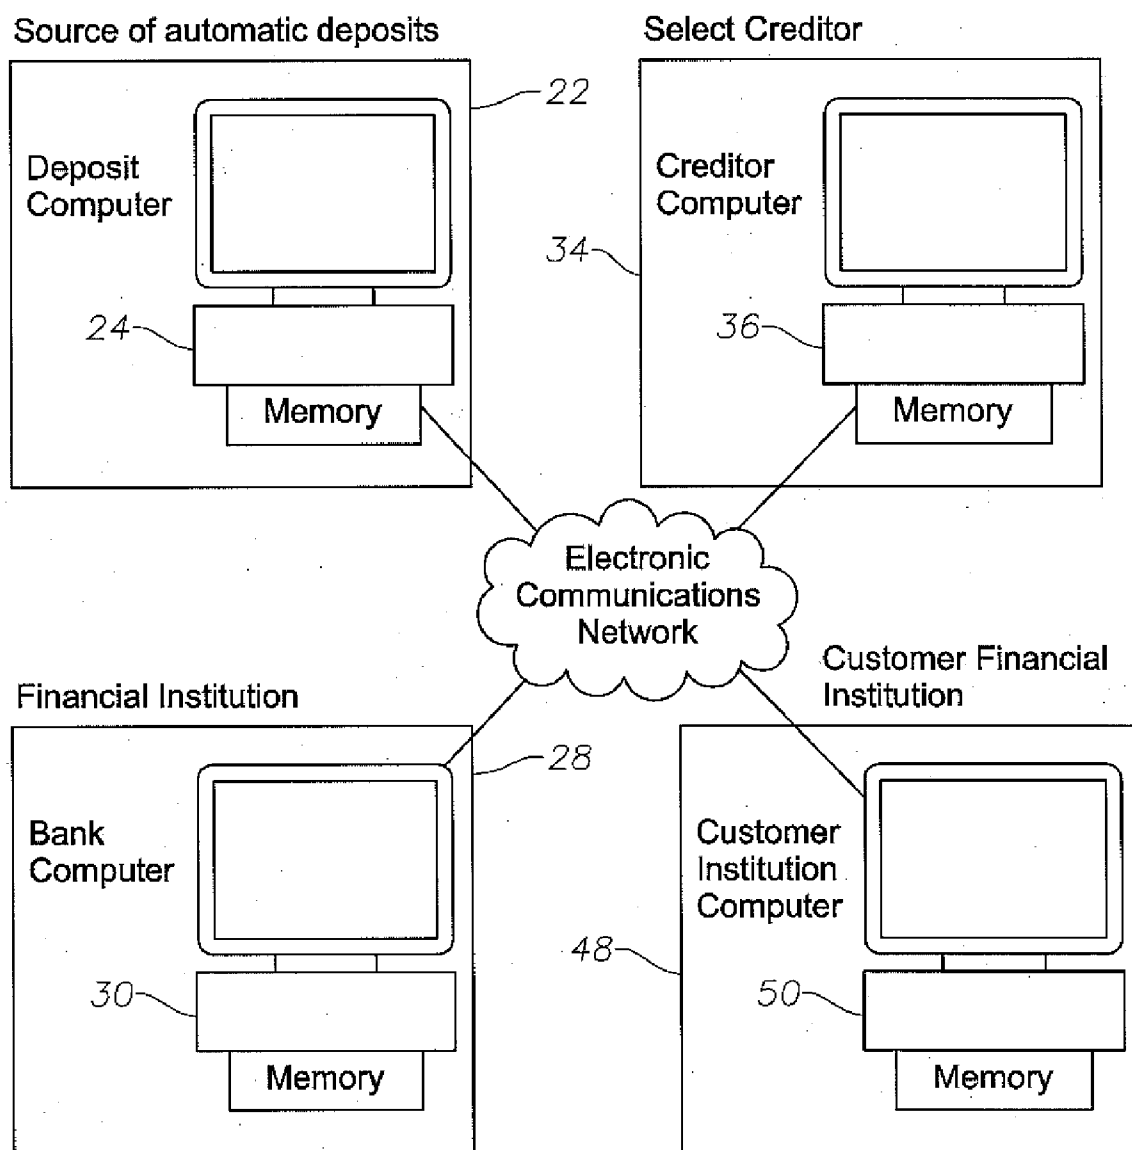 Source of automatic deposits
22
Deposit
Computer
24
Memory
Select Creditor
Creditor
Computer
34
36
Memory
Electronic
Communications
Network
Financial Institution
28
Bank
Computer
30
Memory
Customer Financial
Institution
Customer
Institution
Computer
48
50
Memory